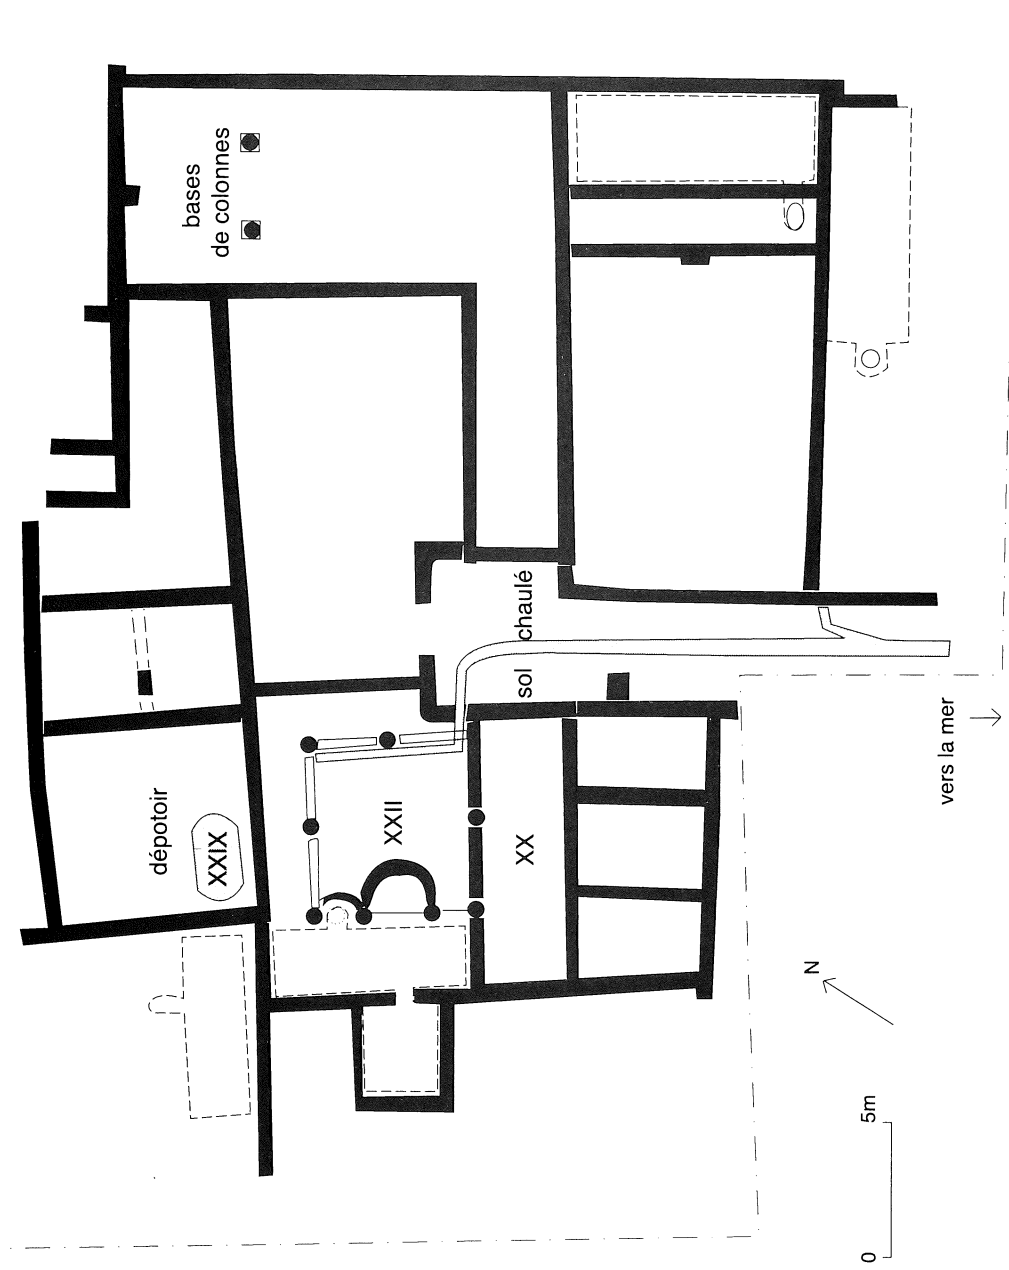 bases
de colonnes
sol chaulé
dépotoir
XXIX
XXII
XX
vers la mer
N
0 5m